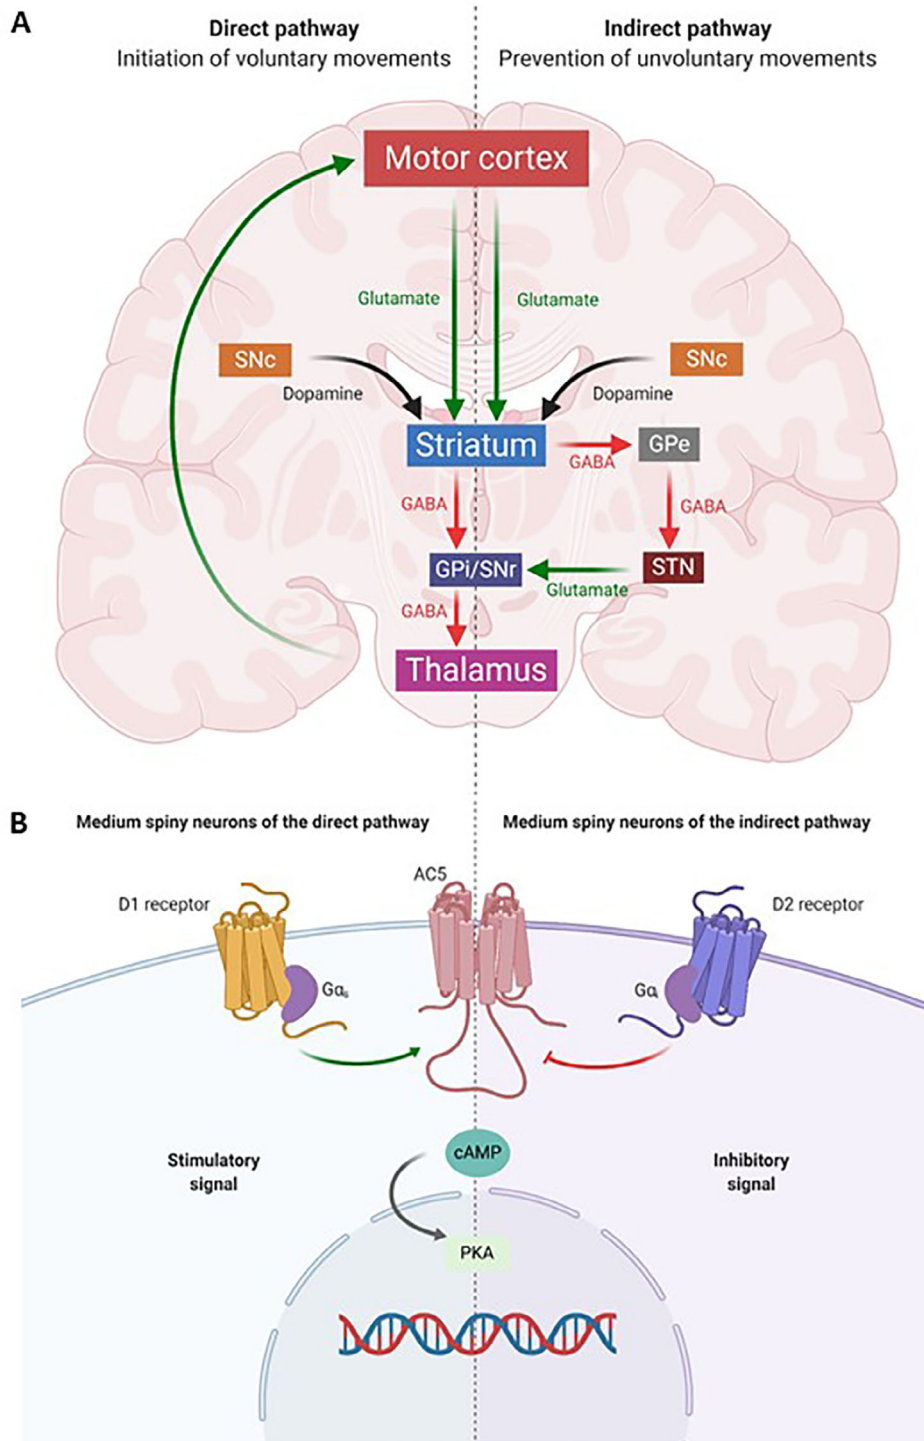 A
Direct pathway
Initiation of voluntary movements
Indirect pathway
Prevention of unvoluntary movements
Motor cortex
Glutamate
Glutamate
SNc
SNc
Dopamine
Dopamine
Striatum
GABA
GPe
GABA
GABA
GPi/SNr
Glutamate
STN
GABA
Thalamus
B
Medium spiny neurons of the direct pathway
Medium spiny neurons of the indirect pathway
AC5
D1 receptor
D2 receptor
Gαs
Gαi
cAMP
Stimulatory
signal
Inhibitory
signal
PKA